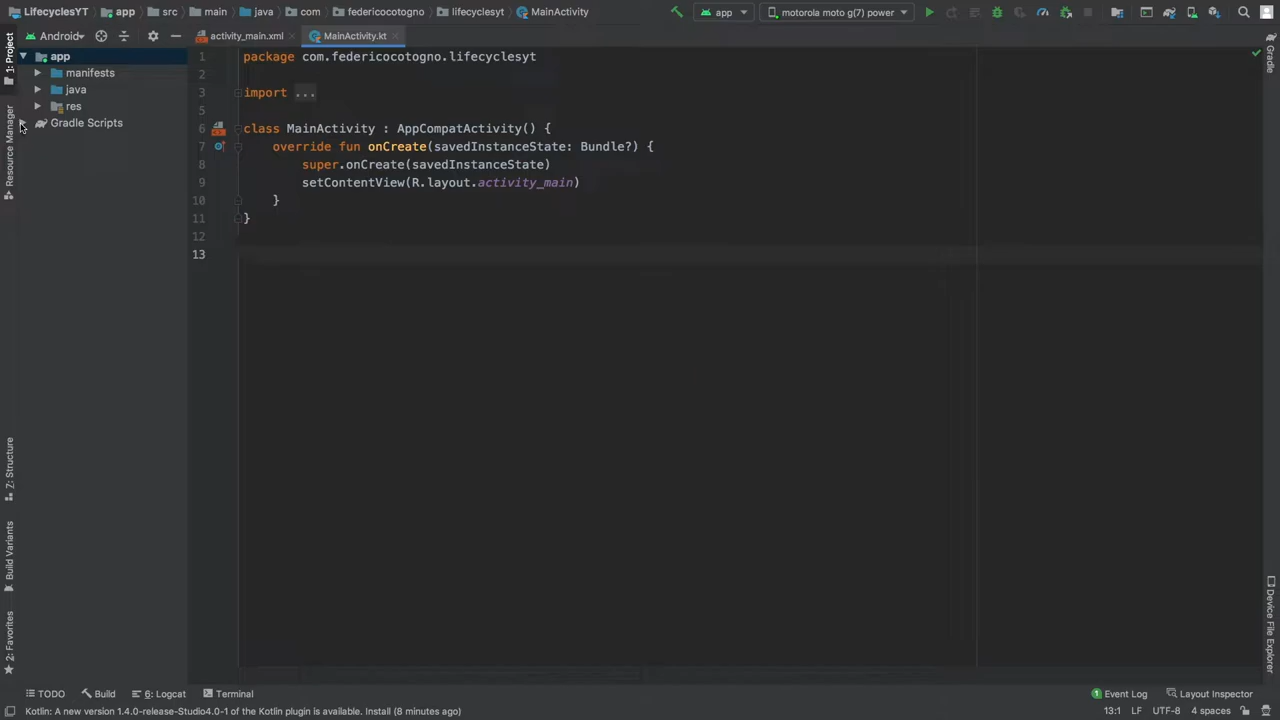 LifecyclesYT app src main java com federicocotogno lifecyclesyt MainActivity app motorola moto g(7) power
Android activity_main.xml MainActivity.kt
1: Project
Resource Manager
Z: Structure
Build Variants
2: Favorites
app
manifests
java
res
Gradle Scripts
1 package com.federicocotogno.lifecyclesyt
2
3 import ...
5
6 class MainActivity : AppCompatActivity() {
7 override fun onCreate(savedInstanceState: Bundle?) {
8 super.onCreate(savedInstanceState)
9 setContentView(R.layout.activity_main)
10 }
11 }
12
13
Gradle
Device File Explorer
TODO Build 6: Logcat Terminal 1 Event Log Layout Inspector
Kotlin: A new version 1.4.0-release-Studio4.0-1 of the Kotlin plugin is available. Install (8 minutes ago) 13:1 LF UTF-8 4 spaces